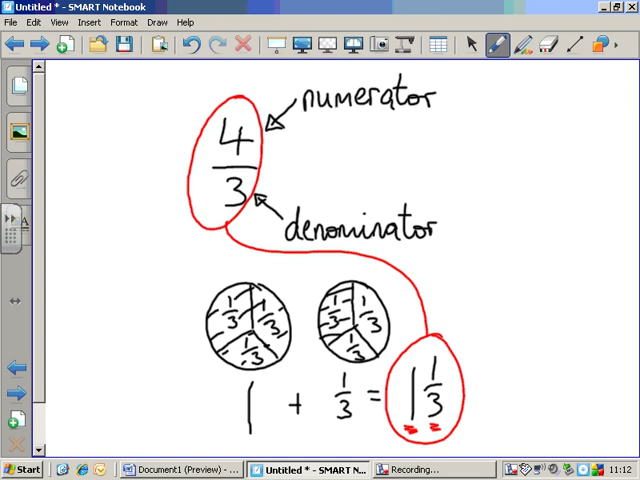 Untitled * - SMART Notebook
File Edit View Insert Format Draw Help
numerator
4
3
denominator
1/3 1/3 1/3 1/3 1/3 1/3
1 + 1/3 = 1 1/3
Start Document1 (Preview) - ... Untitled * - SMART N... Recording... 11:12